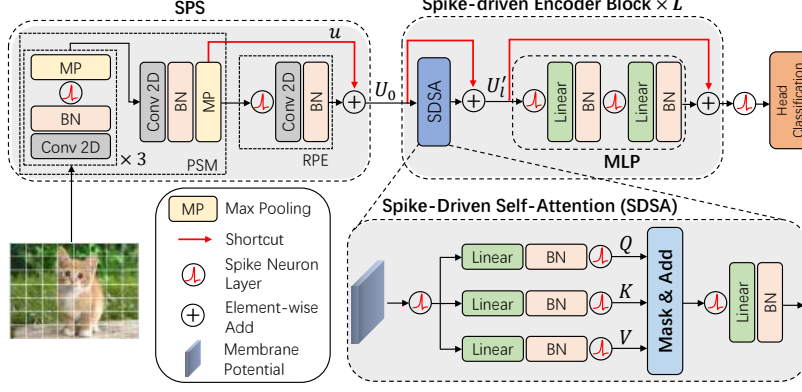 SPS
Spike-driven Encoder Block × L
MP
BN
Conv 2D
× 3
Conv 2D
BN
MP
PSM
u
Conv 2D
BN
RPE
U₀
SDSA
U′ₗ
Linear
BN
Linear
BN
MLP
Head
Classification
MP Max Pooling
Shortcut
Spike Neuron
Layer
Element-wise
Add
Membrane
Potential
Spike-Driven Self-Attention (SDSA)
Linear BN Q
Linear BN K
Linear BN V
Mask & Add
Linear
BN